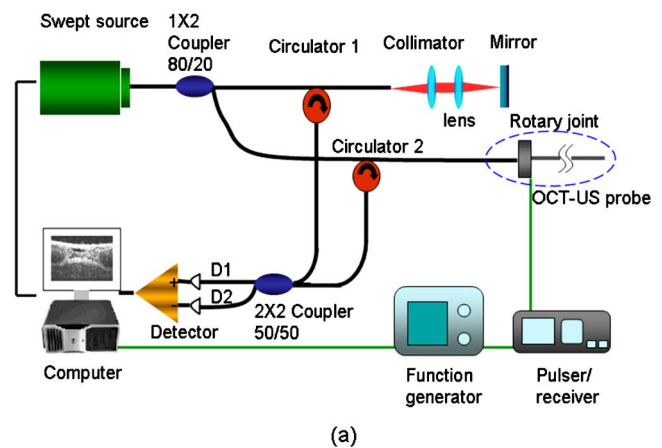 Swept source
1X2
Coupler
80/20
Circulator 1
Collimator
Mirror
lens
Rotary joint
Circulator 2
OCT-US probe
D1
+
D2
-
2X2 Coupler
50/50
Detector
Computer
Function
generator
Pulser/
receiver
(a)